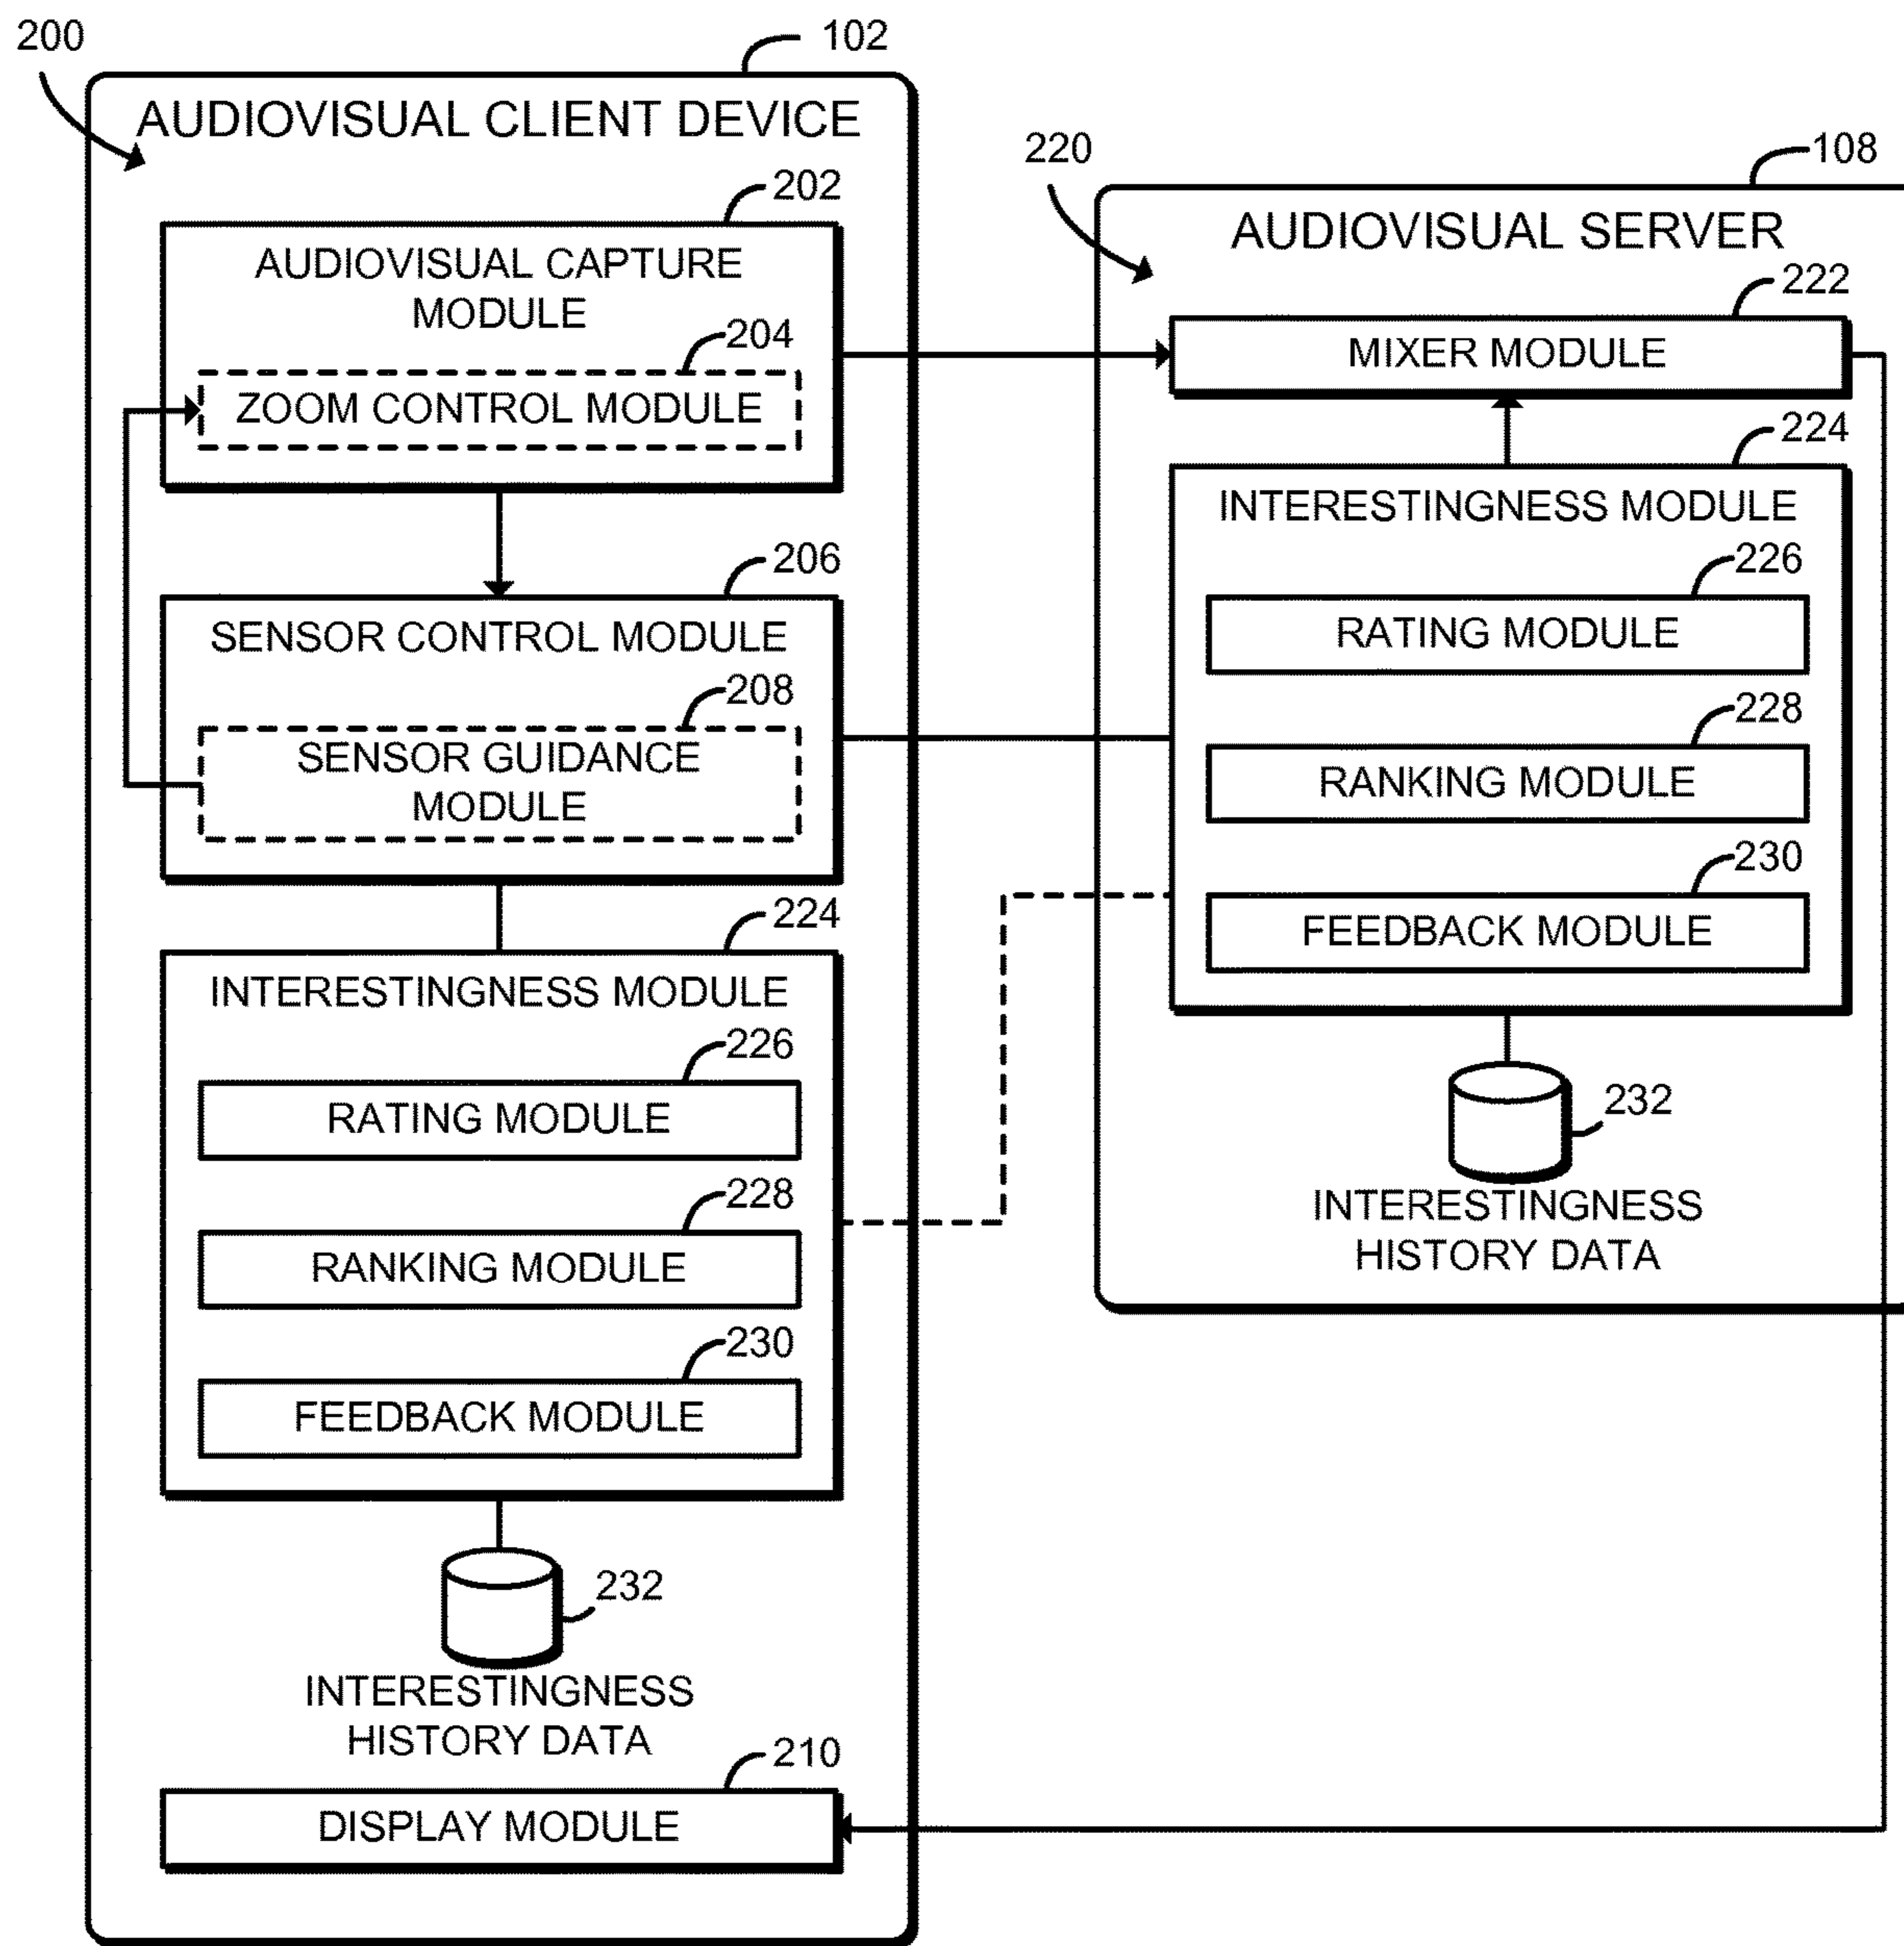 200
102
AUDIOVISUAL CLIENT DEVICE
202
AUDIOVISUAL CAPTURE
MODULE
204
ZOOM CONTROL MODULE
206
SENSOR CONTROL MODULE
208
SENSOR GUIDANCE
MODULE
224
INTERESTINGNESS MODULE
226
RATING MODULE
228
RANKING MODULE
230
FEEDBACK MODULE
232
INTERESTINGNESS
HISTORY DATA
210
DISPLAY MODULE
220
108
AUDIOVISUAL SERVER
222
MIXER MODULE
224
INTERESTINGNESS MODULE
226
RATING MODULE
228
RANKING MODULE
230
FEEDBACK MODULE
232
INTERESTINGNESS
HISTORY DATA